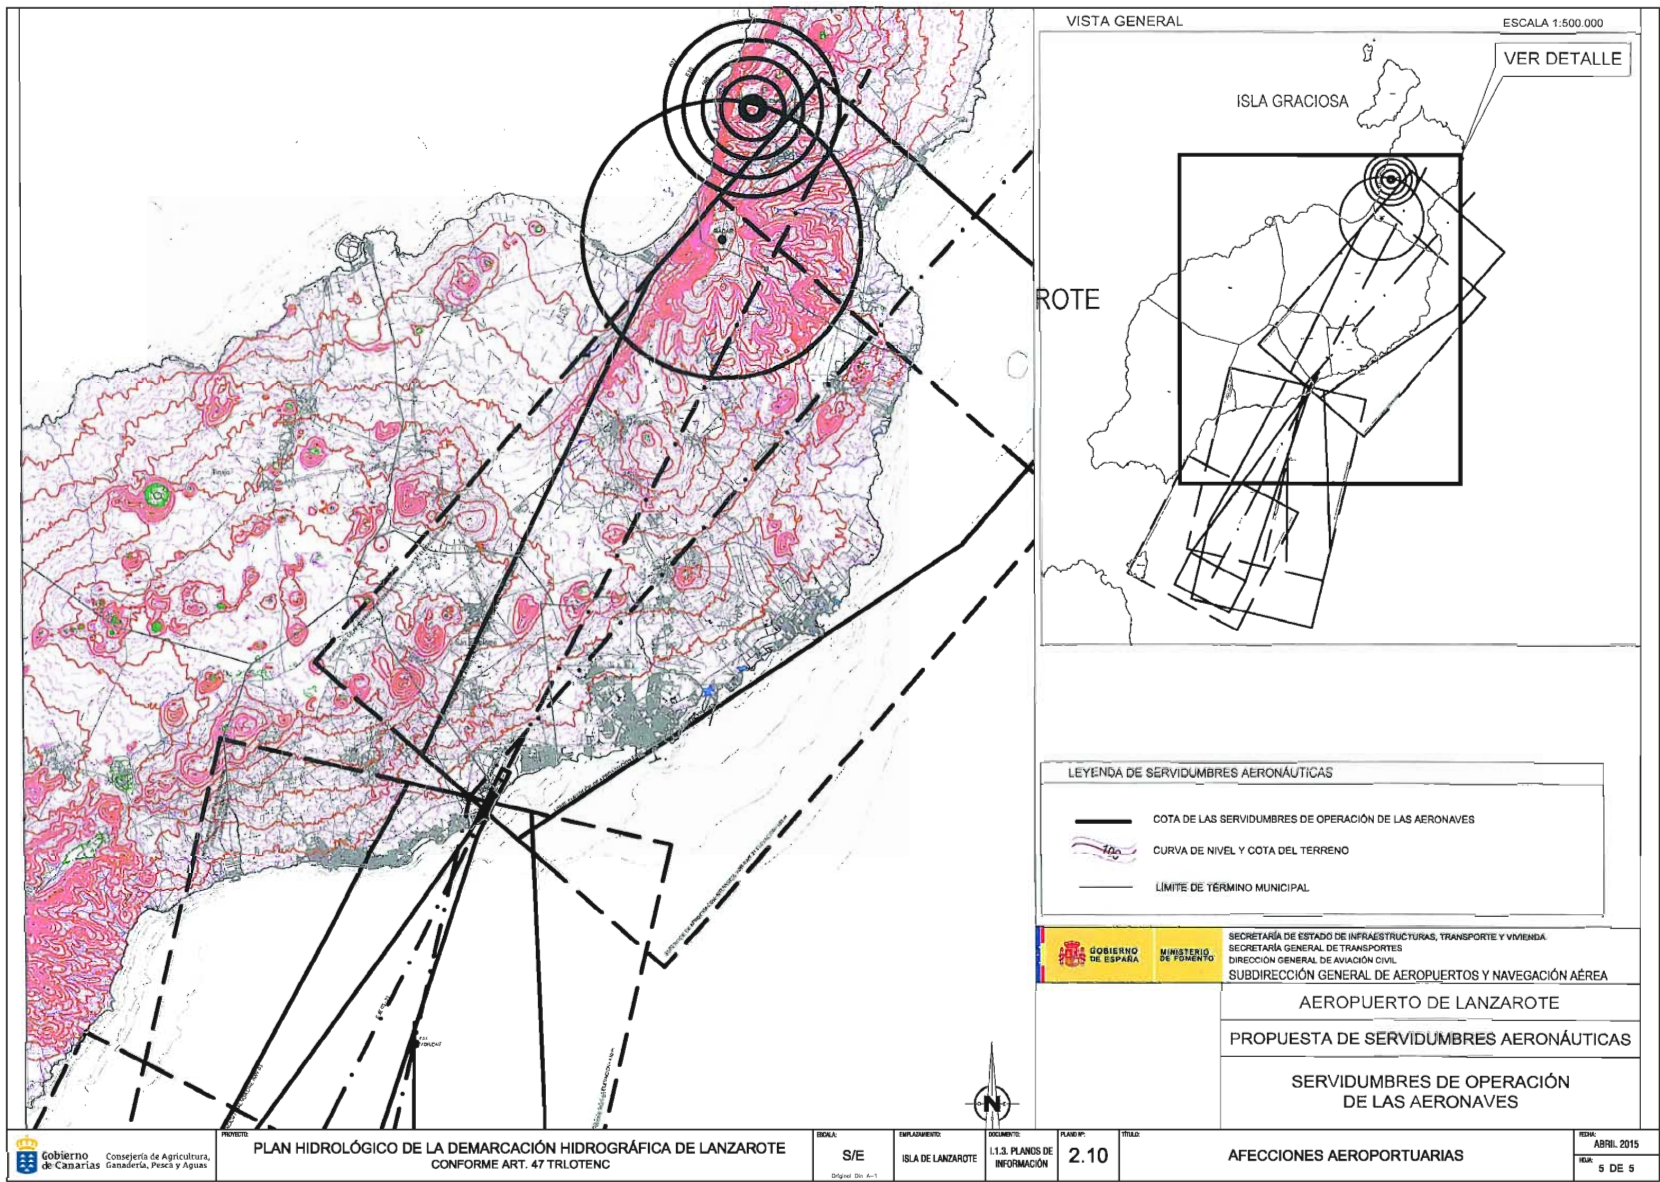 VISTA GENERAL
ESCALA 1:500.000
VER DETALLE
ISLA GRACIOSA
ROTE
LEYENDA DE SERVIDUMBRES AERONÁUTICAS
COTA DE LAS SERVIDUMBRES DE OPERACIÓN DE LAS AERONAVES
100
CURVA DE NIVEL Y COTA DEL TERRENO
LÍMITE DE TÉRMINO MUNICIPAL
GOBIERNO
DE ESPAÑA
MINISTERIO
DE FOMENTO
SECRETARÍA DE ESTADO DE INFRAESTRUCTURAS, TRANSPORTE Y VIVIENDA
SECRETARÍA GENERAL DE TRANSPORTES
DIRECCIÓN GENERAL DE AVIACIÓN CIVIL
SUBDIRECCIÓN GENERAL DE AEROPUERTOS Y NAVEGACIÓN AÉREA
AEROPUERTO DE LANZAROTE
PROPUESTA DE SERVIDUMBRES AERONÁUTICAS
SERVIDUMBRES DE OPERACIÓN
DE LAS AERONAVES
N
Gobierno
de Canarias
Consejería de Agricultura,
Ganadería, Pesca y Aguas
PROYECTO:
PLAN HIDROLÓGICO DE LA DEMARCACIÓN HIDROGRÁFICA DE LANZAROTE
CONFORME ART. 47 TRLOTENC
ESCALA:
S/E
Original Din A-1
EMPLAZAMIENTO:
ISLA DE LANZAROTE
DOCUMENTO:
I.1.3. PLANOS DE
INFORMACIÓN
PLANO Nº:
2.10
TÍTULO:
AFECCIONES AEROPORTUARIAS
FECHA:
ABRIL 2015
HOJA:
5 DE 5